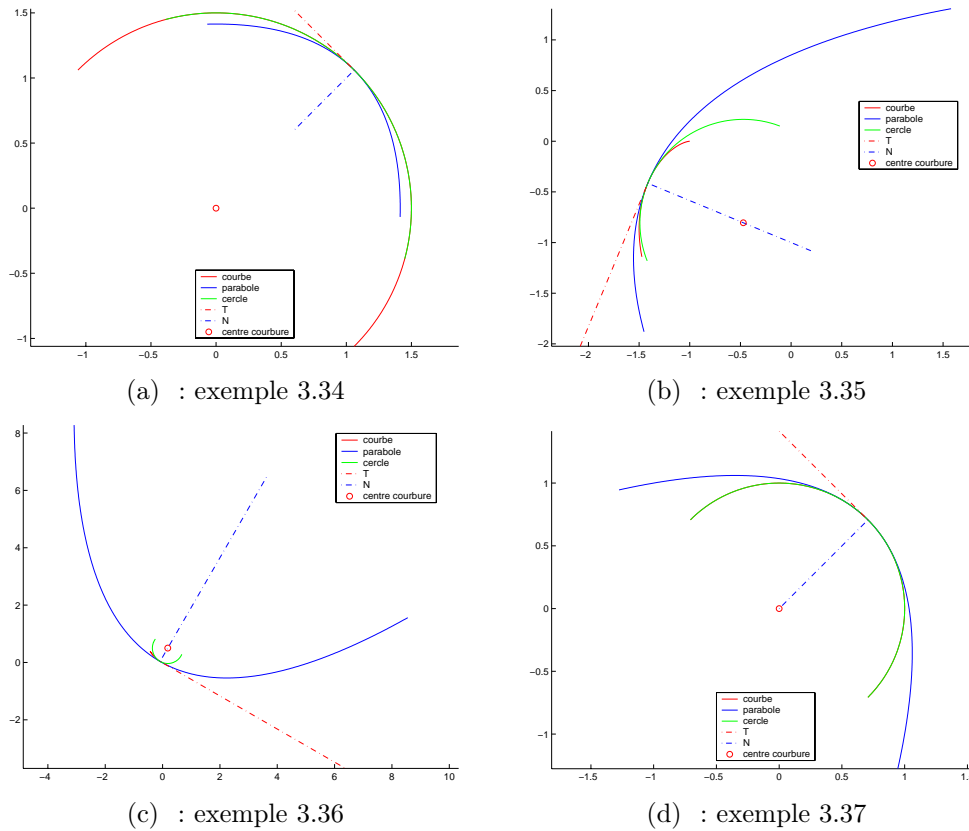 1.5
1
0.5
0
−0.5
−1
−1 −0.5 0 0.5 1 1.5
courbe
parabole
cercle
T
N
centre courbure
(a) : exemple 3.34
1
0.5
0
−0.5
−1
−1.5
−2
−2 −1.5 −1 −0.5 0 0.5 1 1.5
courbe
parabole
cercle
T
N
centre courbure
(b) : exemple 3.35
8
6
4
2
0
−2
−4 −2 0 2 4 6 8 10
courbe
parabole
cercle
T
N
centre courbure
(c) : exemple 3.36
1
0.5
0
−0.5
−1
−1.5 −1 −0.5 0 0.5 1 1.5
courbe
parabole
cercle
T
N
centre courbure
(d) : exemple 3.37